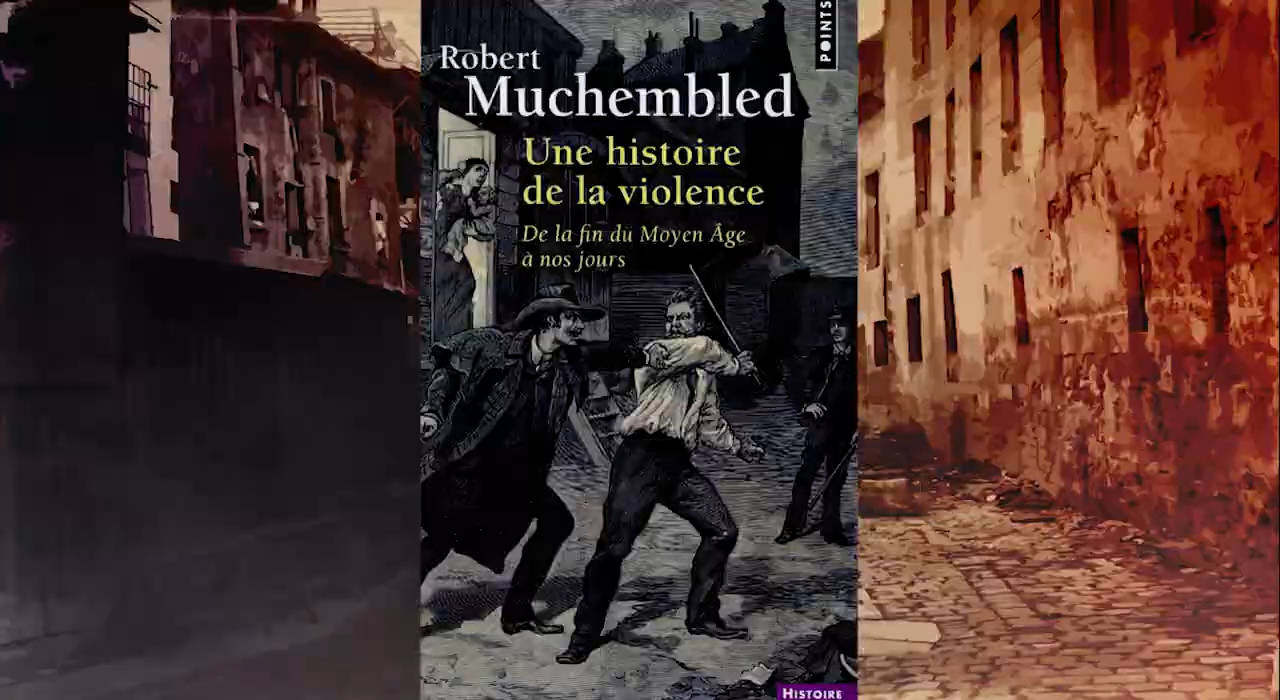 POINTS
Robert
Muchembled
Une histoire
de la violence
De la fin du Moyen Âge
à nos jours
HISTOIRE